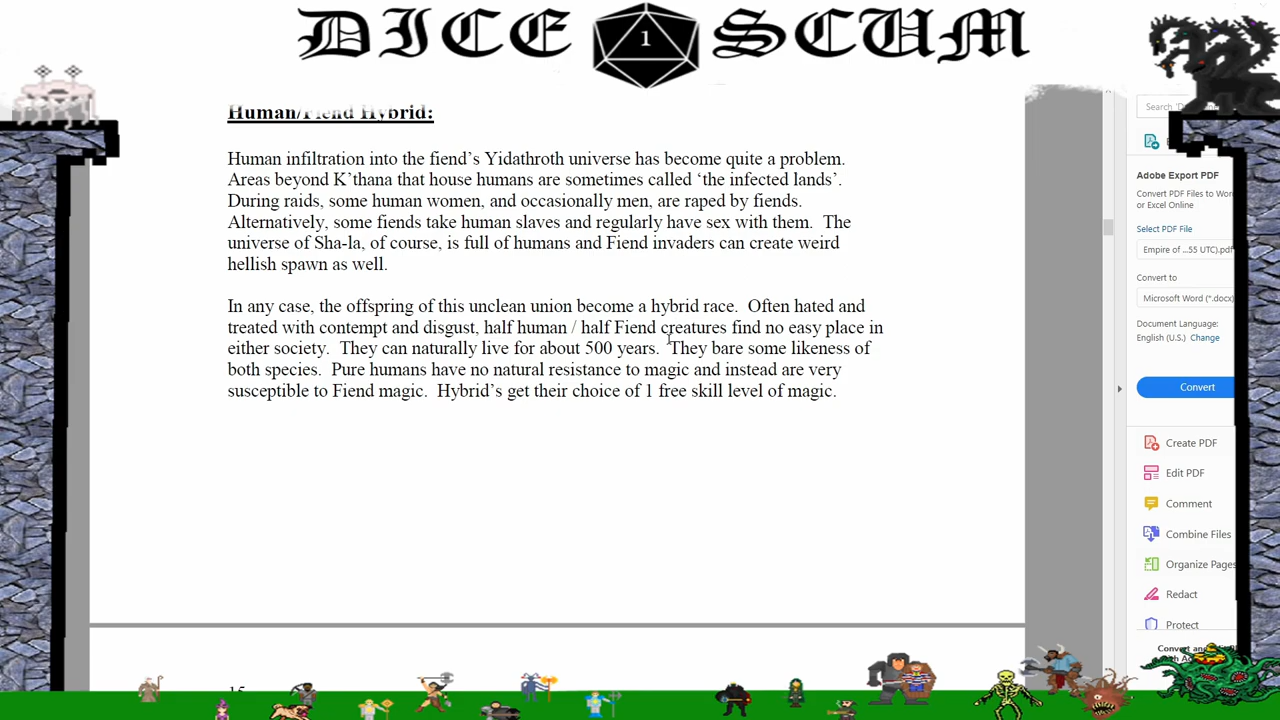 DICE 1 SCUM
Human/Fiend Hybrid:
Human infiltration into the fiend’s Yidathroth universe has become quite a problem.
Areas beyond K’thana that house humans are sometimes called ‘the infected lands’.
During raids, some human women, and occasionally men, are raped by fiends.
Alternatively, some fiends take human slaves and regularly have sex with them. The
universe of Sha-la, of course, is full of humans and Fiend invaders can create weird
hellish spawn as well.
In any case, the offspring of this unclean union become a hybrid race. Often hated and
treated with contempt and disgust, half human / half Fiend creatures find no easy place in
either society. They can naturally live for about 500 years. They bare some likeness of
both species. Pure humans have no natural resistance to magic and instead are very
susceptible to Fiend magic. Hybrid’s get their choice of 1 free skill level of magic.
Search
Adobe Export PDF
Convert PDF Files to Wor
or Excel Online
Select PDF File
Empire of ...55 UTC).pdf
Convert to
Microsoft Word (*.docx)
Document Language:
English (U.S.) Change
Convert
Create PDF
Edit PDF
Comment
Combine Files
Organize Pages
Redact
Protect